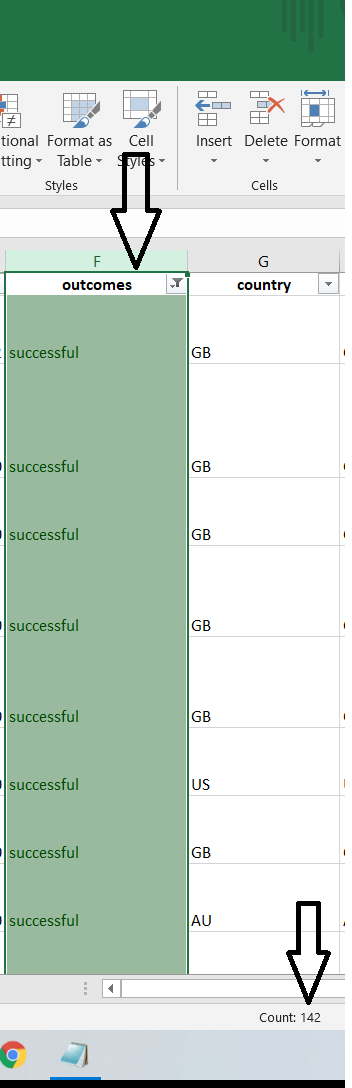 tional Format as Cell Insert Delete Format
tting Table Styles
Styles Cells
F G
outcomes country
successful GB
successful GB
successful GB
successful GB
successful GB
successful US
successful GB
successful AU
Count: 142